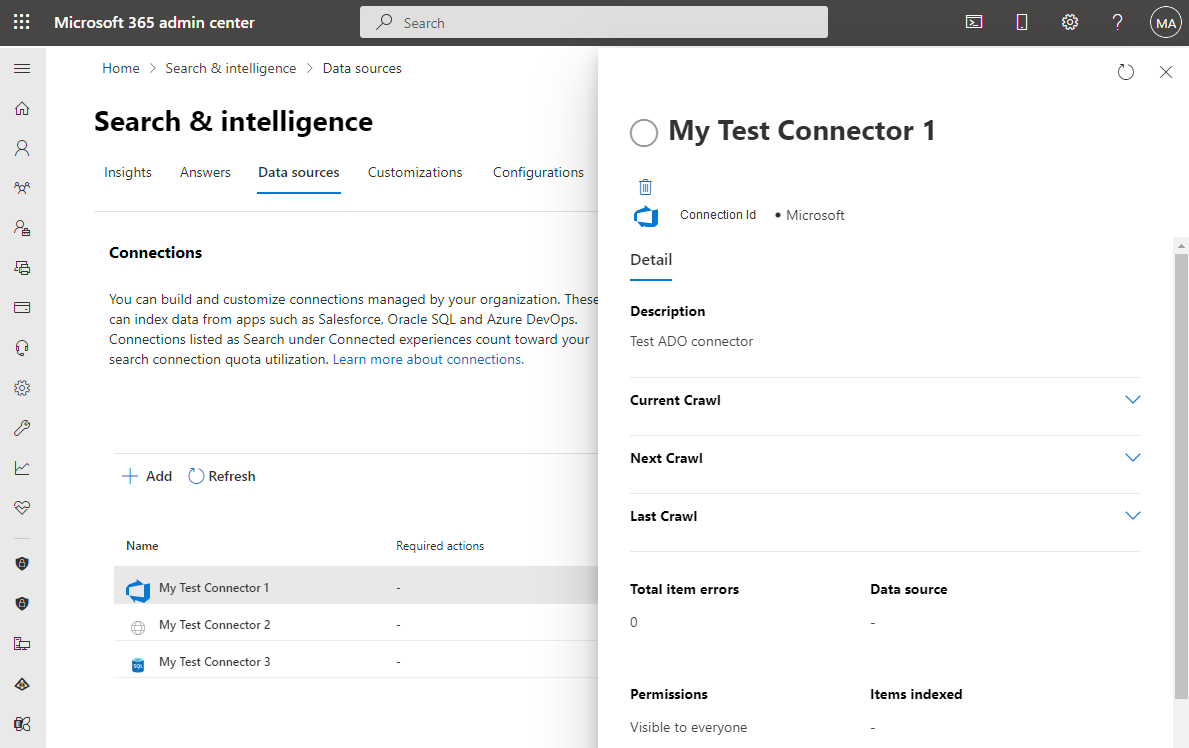 Microsoft 365 admin center
Search
MA
Home > Search & intelligence > Data sources
Search & intelligence
Insights Answers Data sources Customizations Configurations
Connections
You can build and customize connections managed by your organization. These
can index data from apps such as Salesforce, Oracle SQL and Azure DevOps.
Connections listed as Search under Connected experiences count toward your
search connection quota utilization. Learn more about connections.
Add Refresh
Name Required actions
My Test Connector 1 -
My Test Connector 2 -
SQL My Test Connector 3 -
My Test Connector 1
Connection Id • Microsoft
Detail
Description
Test ADO connector
Current Crawl
Next Crawl
Last Crawl
Total item errors Data source
0 -
Permissions Items indexed
Visible to everyone -